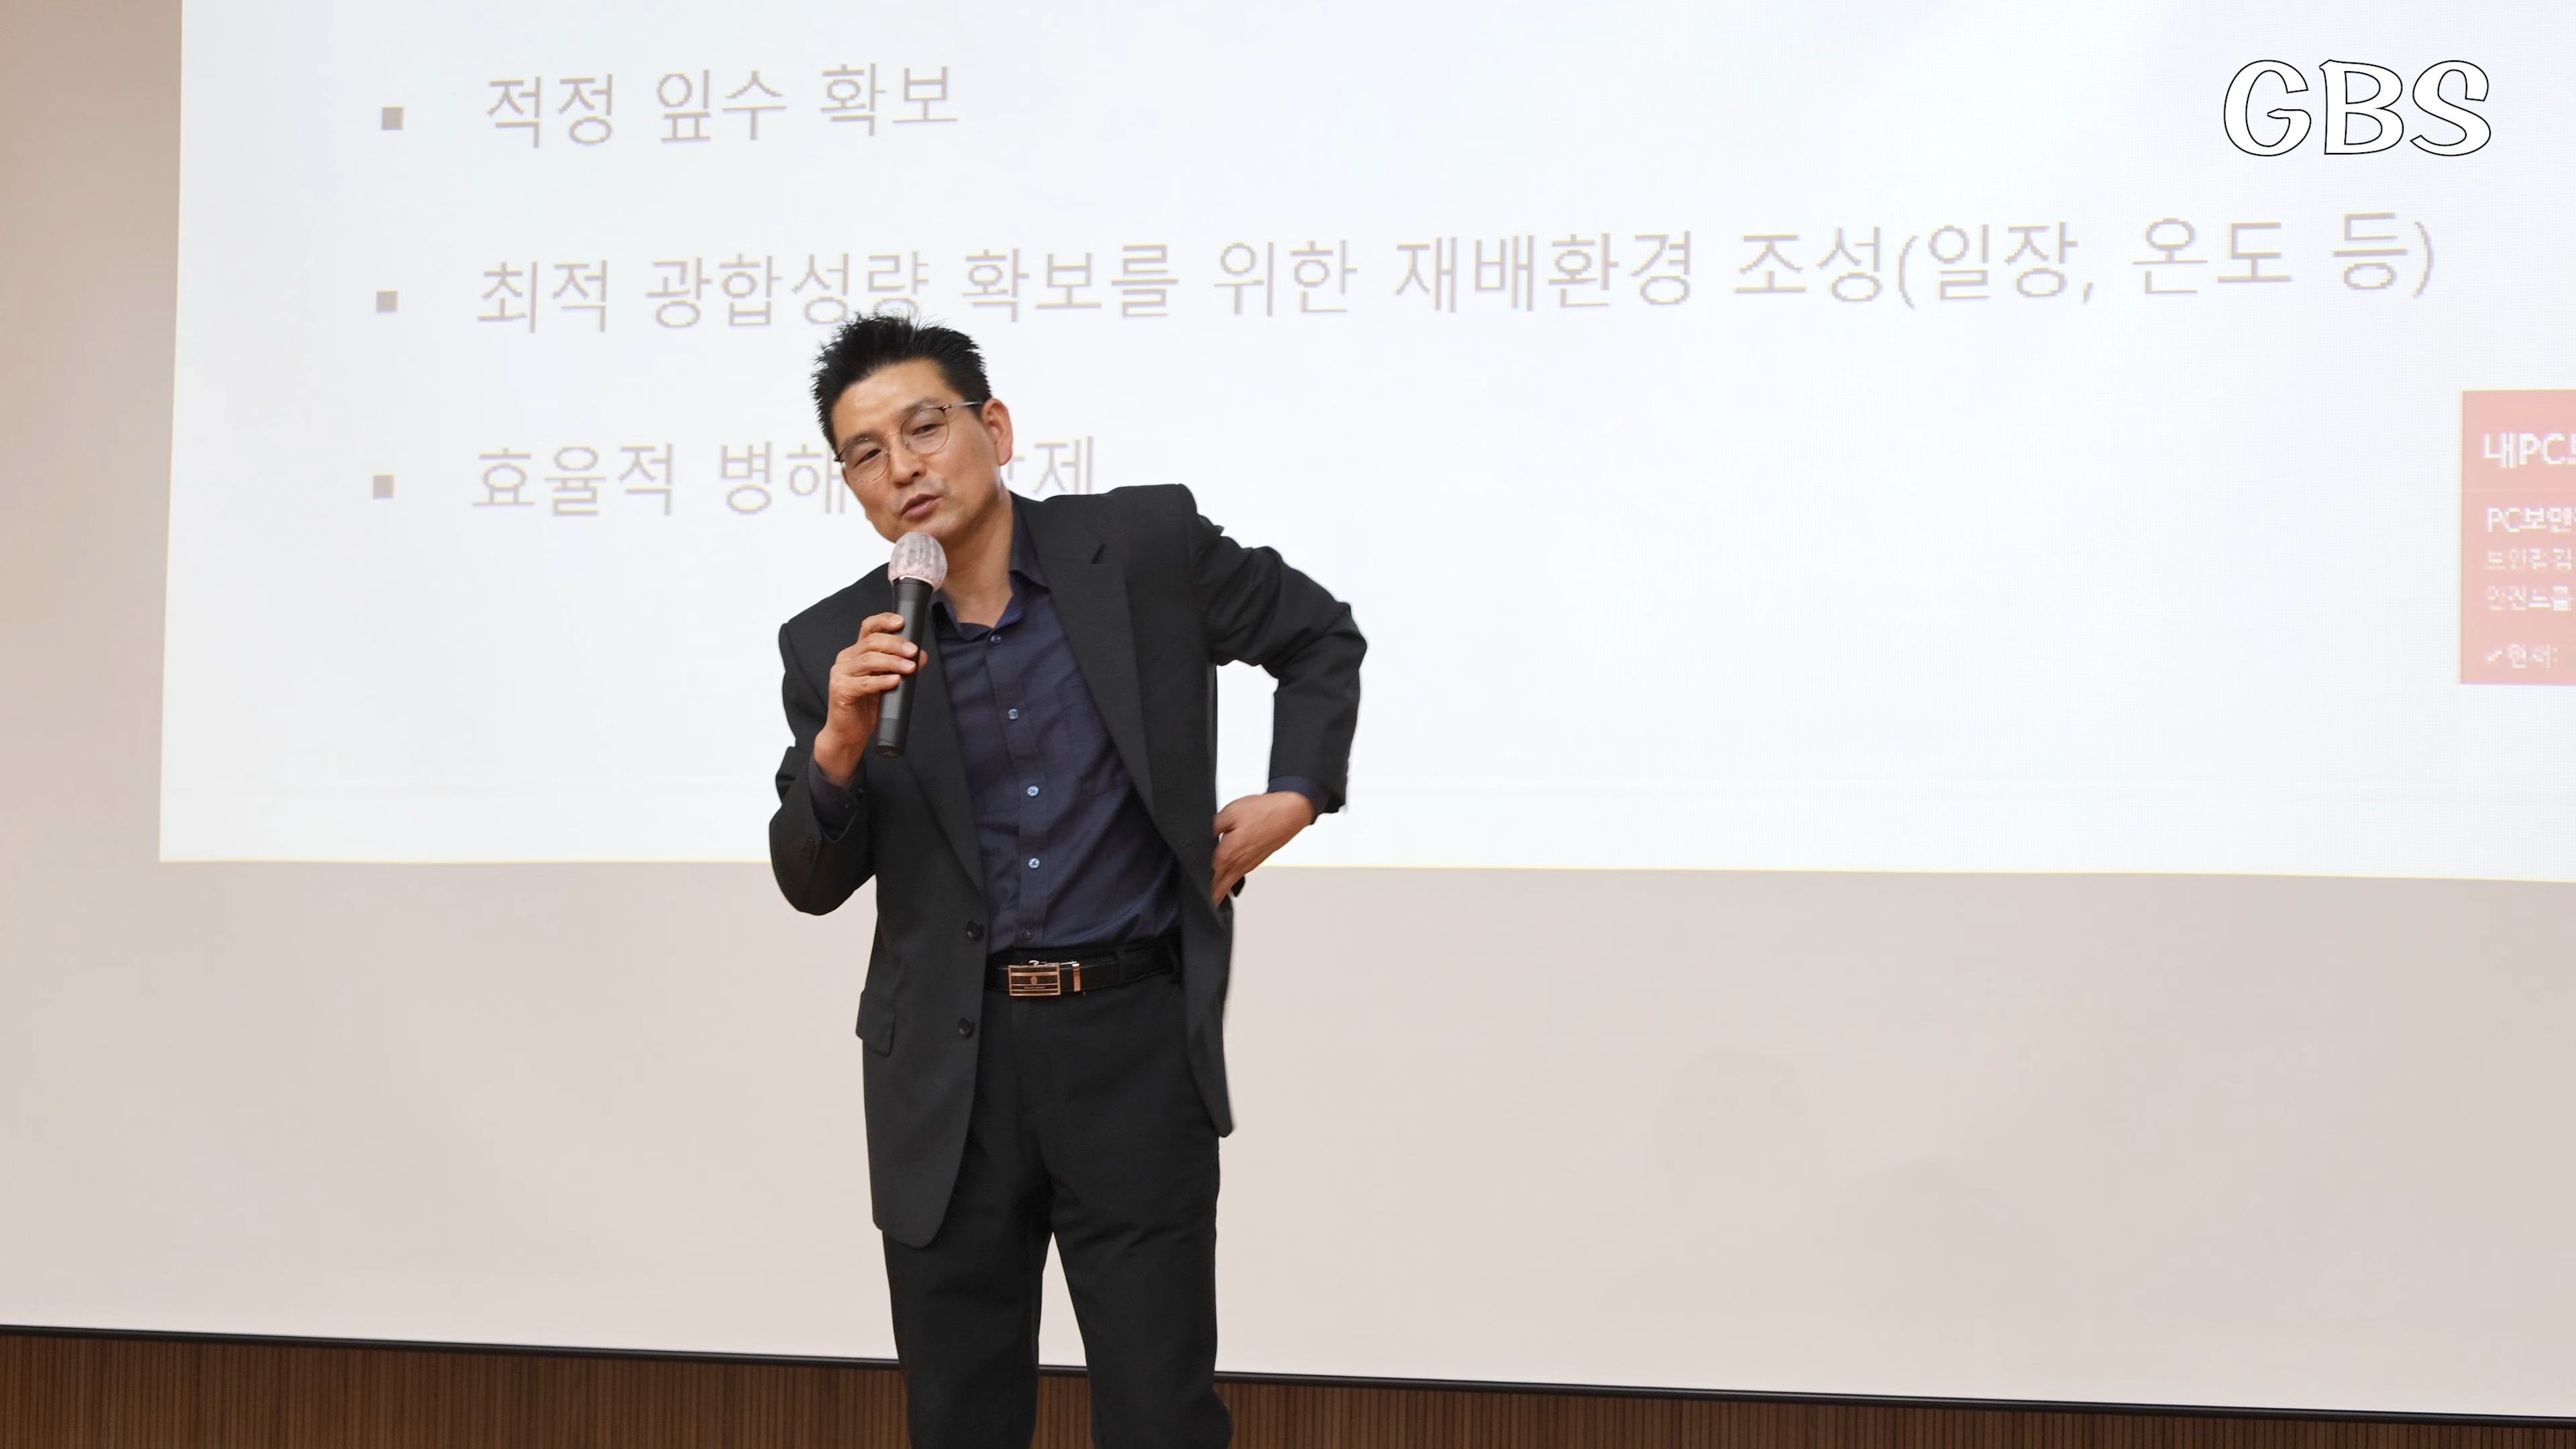 GBS
▪ 적정 잎수 확보
▪ 최적 광합성량 확보를 위한 재배환경 조성(일장, 온도 등)
▪ 효율적 병해 제
내PC
PC보안